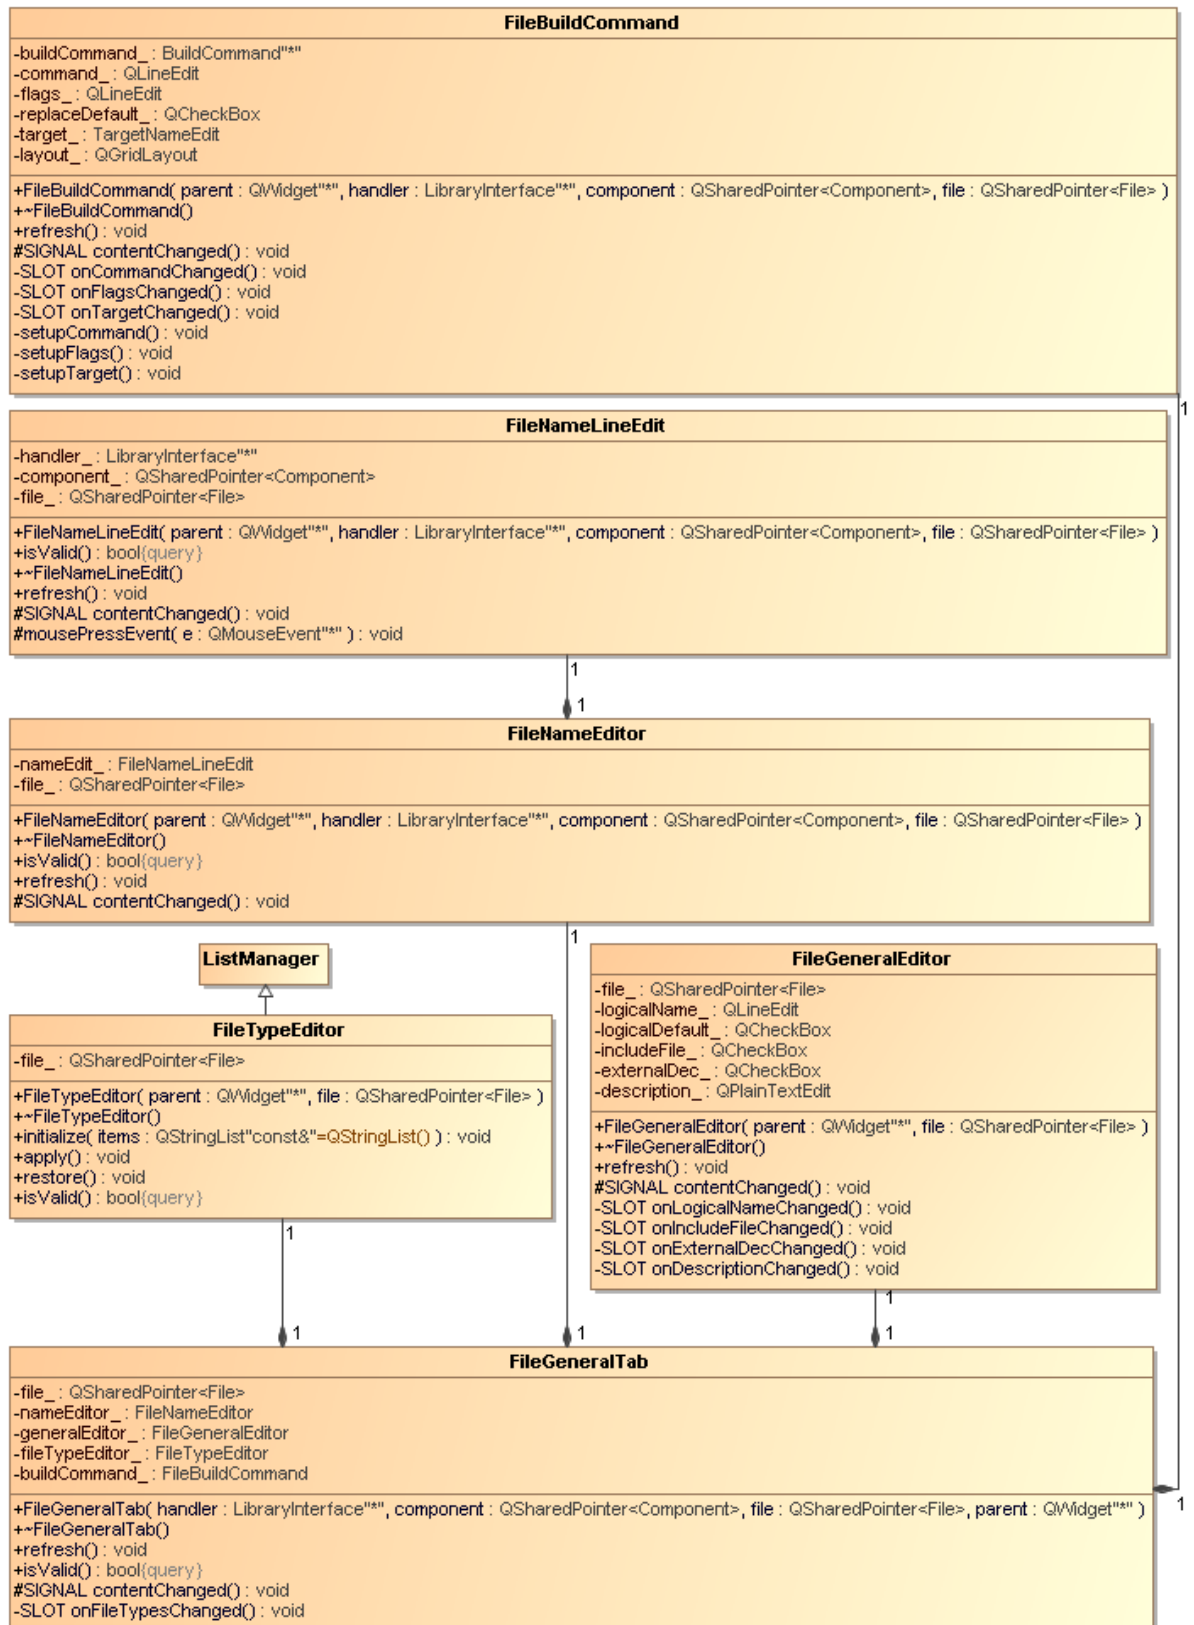 FileBuildCommand
-buildCommand_ : BuildCommand"*"
-command_ : QLineEdit
-flags_ : QLineEdit
-replaceDefault_ : QCheckBox
-target_ : TargetNameEdit
-layout_ : QGridLayout
+FileBuildCommand( parent : QWidget"*", handler : LibraryInterface"*", component : QSharedPointer<Component>, file : QSharedPointer<File> )
+~FileBuildCommand()
+refresh() : void
#SIGNAL contentChanged() : void
-SLOT onCommandChanged() : void
-SLOT onFlagsChanged() : void
-SLOT onTargetChanged() : void
-setupCommand() : void
-setupFlags() : void
-setupTarget() : void
1
FileNameLineEdit
-handler_ : LibraryInterface"*"
-component_ : QSharedPointer<Component>
-file_ : QSharedPointer<File>
+FileNameLineEdit( parent : QWidget"*", handler : LibraryInterface"*", component : QSharedPointer<Component>, file : QSharedPointer<File> )
+isValid() : bool{query}
+~FileNameLineEdit()
+refresh() : void
#SIGNAL contentChanged() : void
#mousePressEvent( e : QMouseEvent"*" ) : void
1
1
FileNameEditor
-nameEdit_ : FileNameLineEdit
-file_ : QSharedPointer<File>
+FileNameEditor( parent : QWidget"*", handler : LibraryInterface"*", component : QSharedPointer<Component>, file : QSharedPointer<File> )
+~FileNameEditor()
+isValid() : bool{query}
+refresh() : void
#SIGNAL contentChanged() : void
1
ListManager
FileTypeEditor
-file_ : QSharedPointer<File>
+FileTypeEditor( parent : QWidget"*", file : QSharedPointer<File> )
+~FileTypeEditor()
+initialize( items : QStringList"const&"=QStringList() ) : void
+apply() : void
+restore() : void
+isValid() : bool{query}
1
1
FileGeneralEditor
-file_ : QSharedPointer<File>
-logicalName_ : QLineEdit
-logicalDefault_ : QCheckBox
-includeFile_ : QCheckBox
-externalDec_ : QCheckBox
-description_ : QPlainTextEdit
+FileGeneralEditor( parent : QWidget"*", file : QSharedPointer<File> )
+~FileGeneralEditor()
+refresh() : void
#SIGNAL contentChanged() : void
-SLOT onLogicalNameChanged() : void
-SLOT onIncludeFileChanged() : void
-SLOT onExternalDecChanged() : void
-SLOT onDescriptionChanged() : void
1
1
1
FileGeneralTab
-file_ : QSharedPointer<File>
-nameEditor_ : FileNameEditor
-generalEditor_ : FileGeneralEditor
-fileTypeEditor_ : FileTypeEditor
-buildCommand_ : FileBuildCommand
+FileGeneralTab( handler : LibraryInterface"*", component : QSharedPointer<Component>, file : QSharedPointer<File>, parent : QWidget"*" )
+~FileGeneralTab()
+refresh() : void
+isValid() : bool{query}
#SIGNAL contentChanged() : void
-SLOT onFileTypesChanged() : void
1